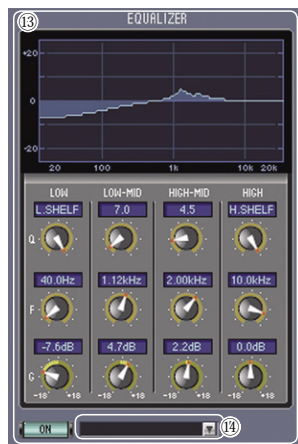 ⑬ EQUALIZER
+20
0
-20
20 100 1k 10k 20k
LOW LOW-MID HIGH-MID HIGH
L.SHELF 7.0 4.5 H.SHELF
Q
40.0Hz 1.12kHz 2.00kHz 10.0kHz
F
-7.6dB 4.7dB 2.2dB 0.0dB
G
-18 +18 -18 +18 -18 +18 -18 +18
ON ⑭